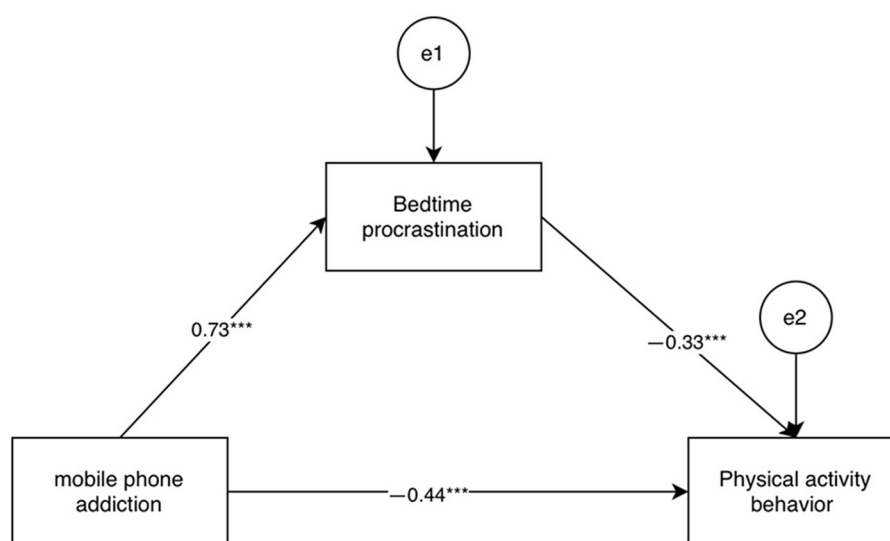 e1
Bedtime
procrastination
e2
0.73***
—0.33***
mobile phone
addiction
—0.44***
Physical activity
behavior